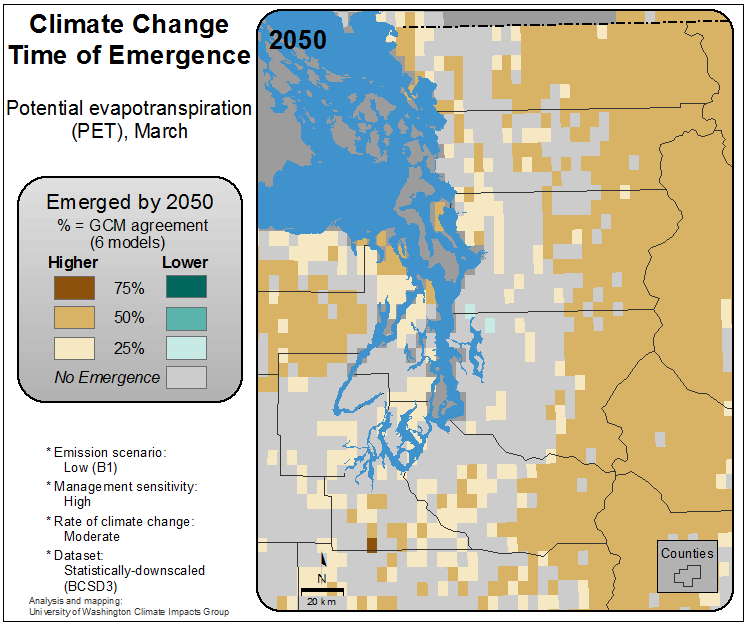 Climate Change
Time of Emergence
Potential evapotranspiration
(PET), March
Emerged by 2050
% = GCM agreement
(6 models)
Higher Lower
75%
50%
25%
No Emergence
* Emission scenario:
Low (B1)
* Management sensitivity:
High
* Rate of climate change:
Moderate
* Dataset:
Statistically-downscaled
(BCSD3)
Analysis and mapping:
University of Washington Climate Impacts Group
2050
N
20 km
Counties